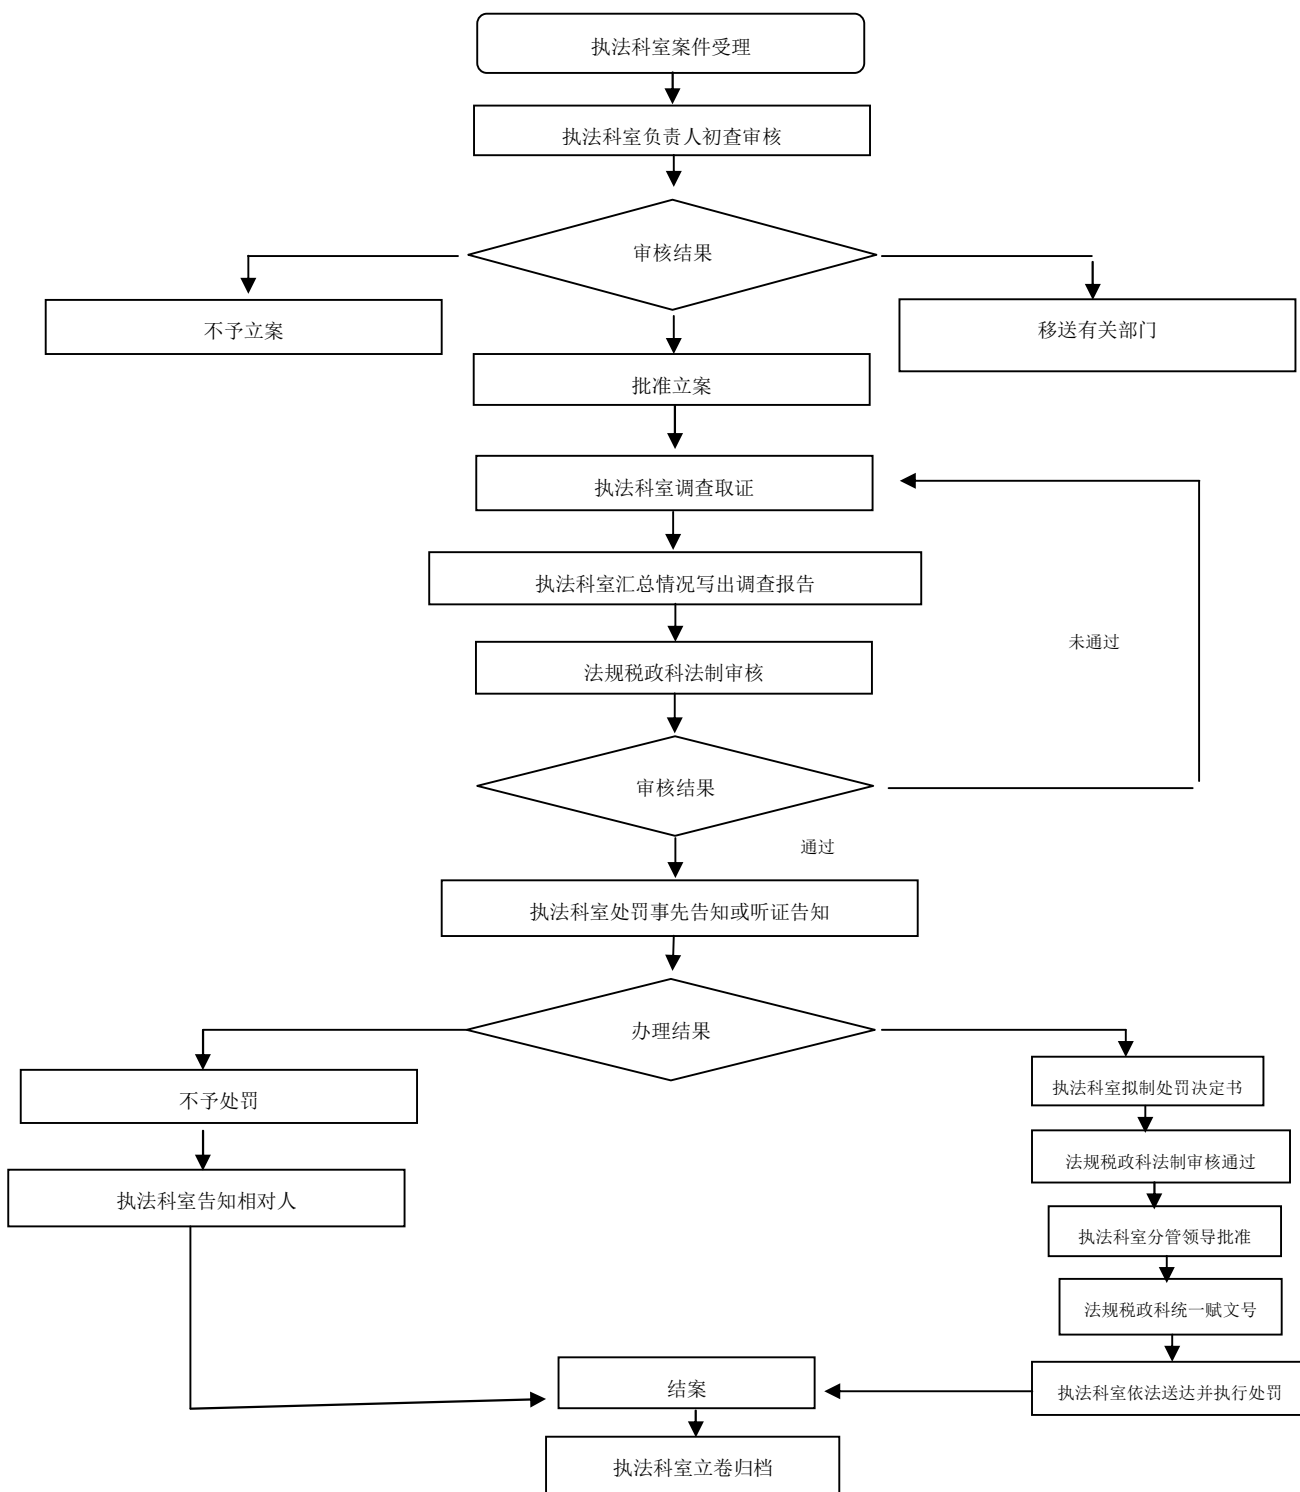 执法科室案件受理
执法科室负责人初查审核
审核结果
不予立案
移送有关部门
批准立案
执法科室调查取证
执法科室汇总情况写出调查报告
未通过
法规税政科法制审核
审核结果
通过
执法科室处罚事先告知或听证告知
办理结果
不予处罚
执法科室拟制处罚决定书
法规税政科法制审核通过
执法科室告知相对人
执法科室分管领导批准
法规税政科统一赋文号
结案
执法科室依法送达并执行处罚
执法科室立卷归档